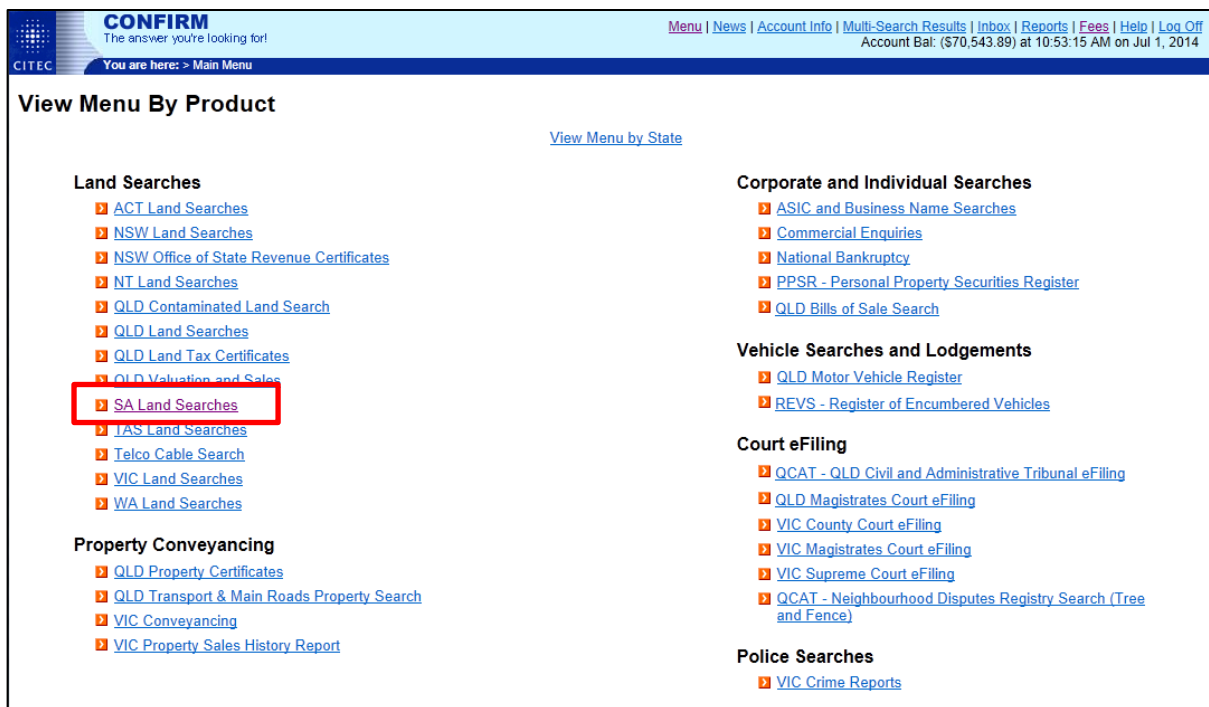 CONFIRM
The answer you're looking for!
Menu | News | Account Info | Multi-Search Results | Inbox | Reports | Fees | Help | Log Off
Account Bal: ($70,543.89) at 10:53:15 AM on Jul 1, 2014
CITEC
You are here: > Main Menu
View Menu By Product
View Menu by State
Land Searches
ACT Land Searches
NSW Land Searches
NSW Office of State Revenue Certificates
NT Land Searches
QLD Contaminated Land Search
QLD Land Searches
QLD Land Tax Certificates
QLD Valuation and Sales
SA Land Searches
TAS Land Searches
Telco Cable Search
VIC Land Searches
WA Land Searches
Property Conveyancing
QLD Property Certificates
QLD Transport & Main Roads Property Search
VIC Conveyancing
VIC Property Sales History Report
Corporate and Individual Searches
ASIC and Business Name Searches
Commercial Enquiries
National Bankruptcy
PPSR - Personal Property Securities Register
QLD Bills of Sale Search
Vehicle Searches and Lodgements
QLD Motor Vehicle Register
REVS - Register of Encumbered Vehicles
Court eFiling
QCAT - QLD Civil and Administrative Tribunal eFiling
QLD Magistrates Court eFiling
VIC County Court eFiling
VIC Magistrates Court eFiling
VIC Supreme Court eFiling
QCAT - Neighbourhood Disputes Registry Search (Tree
and Fence)
Police Searches
VIC Crime Reports